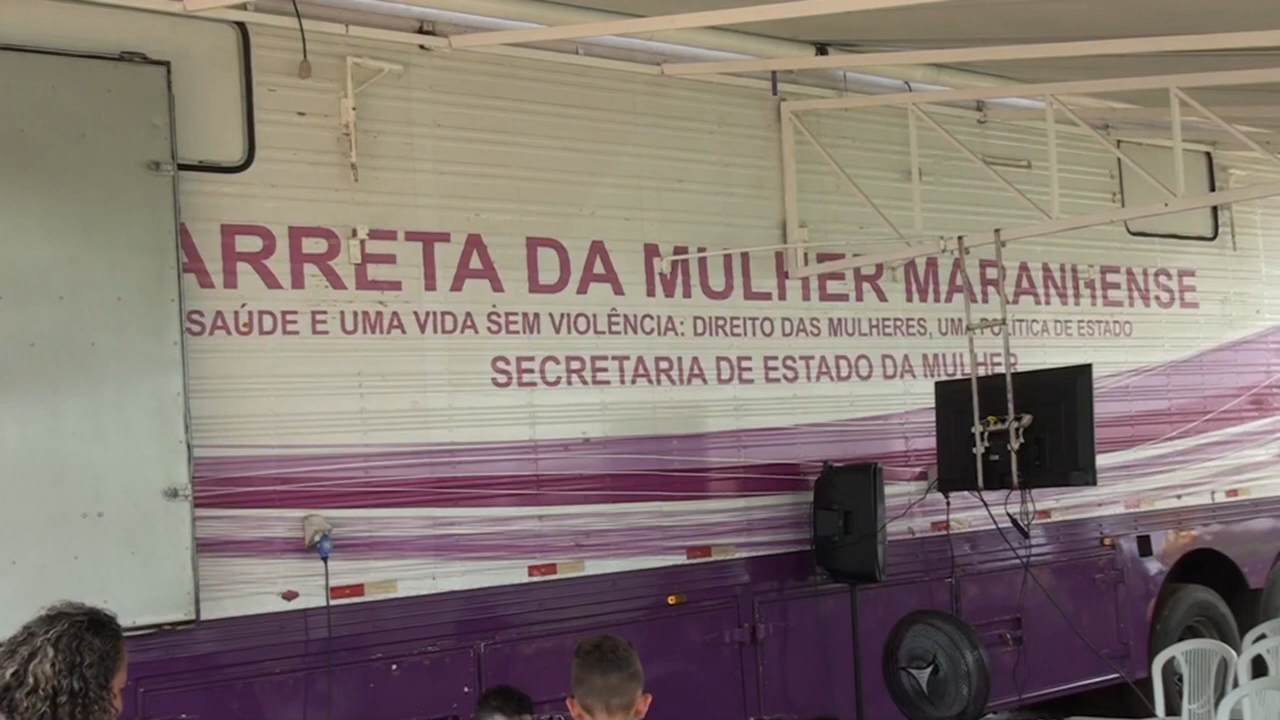 ARRETA DA MULHER MARANHENSE
SAÚDE E UMA VIDA SEM VIOLÊNCIA: DIREITO DAS MULHERES, UMA POLÍTICA DE ESTADO
SECRETARIA DE ESTADO DA MULHER